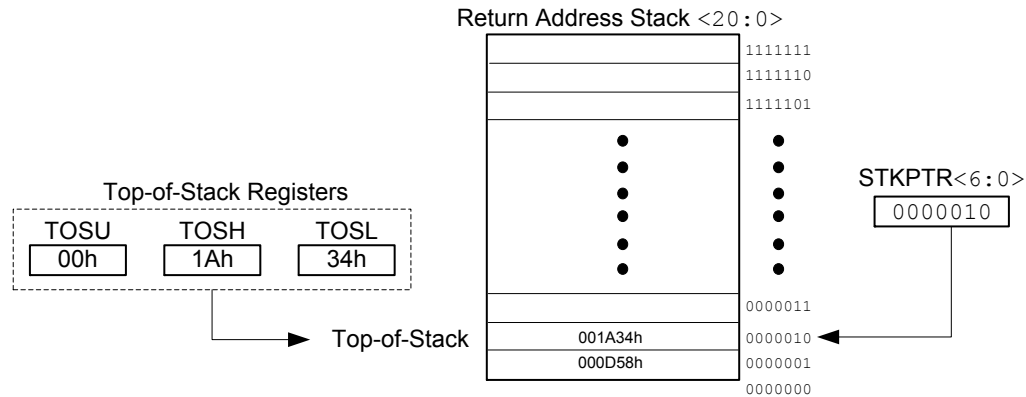 Return Address Stack <20:0>
1111111
1111110
1111101
STKPTR<6:0>
0000010
Top-of-Stack Registers
TOSU TOSH TOSL
00h 1Ah 34h
0000011
Top-of-Stack 001A34h 0000010
000D58h 0000001
0000000